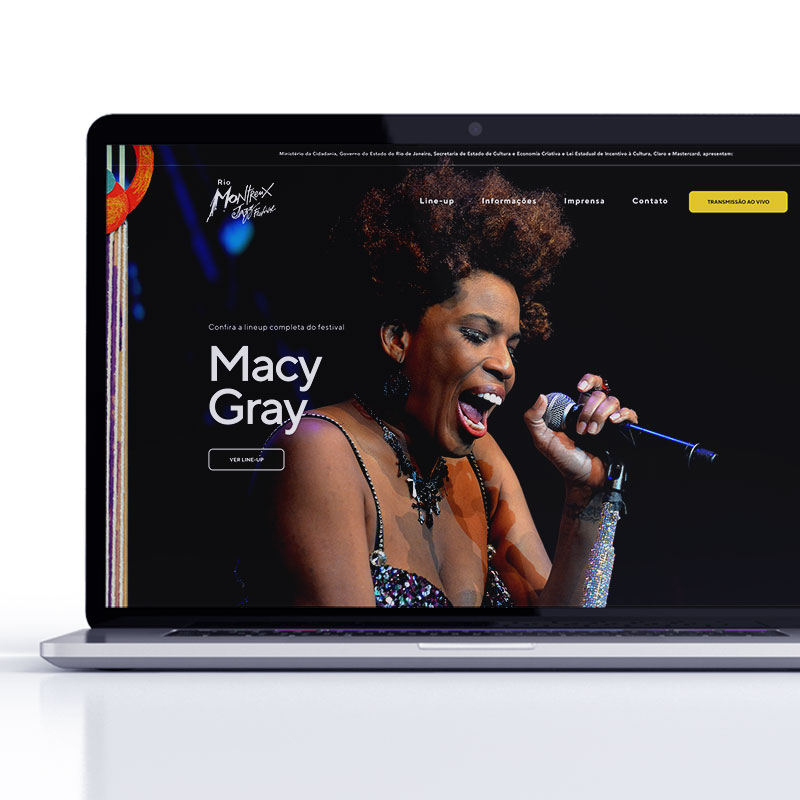 Ministério da Cidadania, Governo do Estado do Rio de Janeiro, Secretaria de Estado de Cultura e Economia Criativa e Lei Estadual de Incentivo à Cultura, Claro e Mastercard, apresentam:
Rio
Montreux
Jazz Festival
Line-up Informações Imprensa Contato TRANSMISSÃO AO VIVO
Confira a lineup completa do festival
Macy
Gray
VER LINE-UP